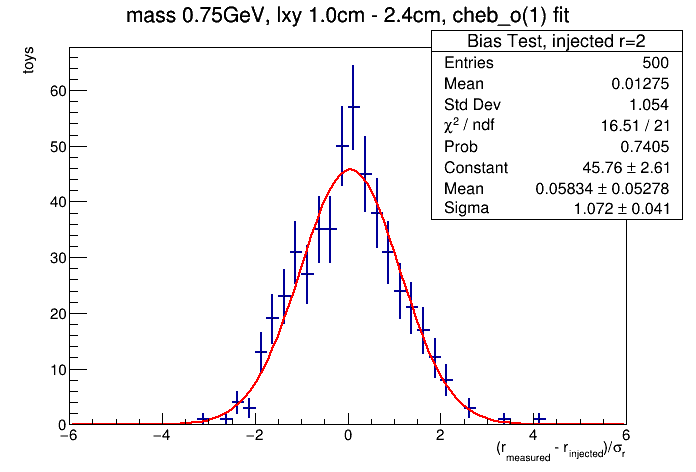 mass 0.75GeV, lxy 1.0cm - 2.4cm, cheb_o(1) fit
Bias Test, injected r=2
Entries 500
Mean 0.01275
Std Dev 1.054
χ² / ndf 16.51 / 21
Prob 0.7405
Constant 45.76 ± 2.61
Mean 0.05834 ± 0.05278
Sigma 1.072 ± 0.041
toys
60
50
40
30
20
10
0
−6 −4 −2 0 2 4 6
(r_measured - r_injected)/σ_r